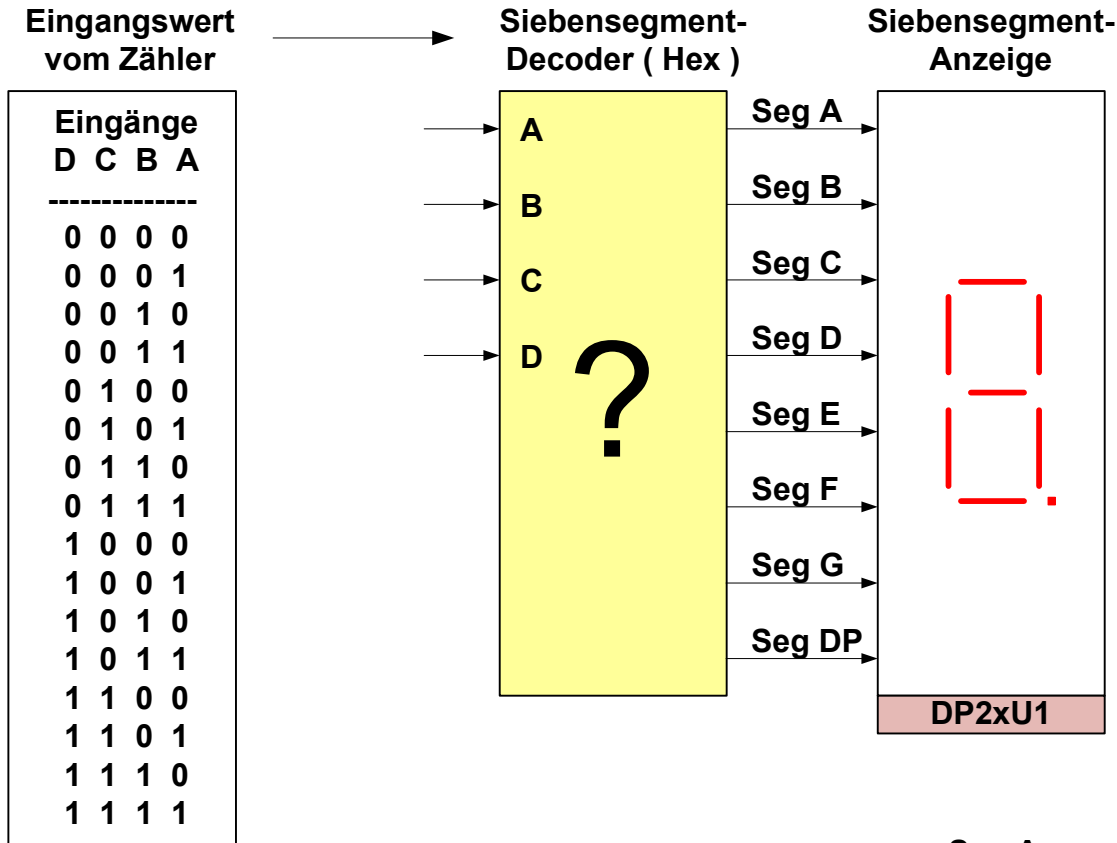 Eingangswert
vom Zähler
Siebensegment-
Decoder ( Hex )
Siebensegment-
Anzeige
Eingänge
D C B A
--------------
0 0 0 0
0 0 0 1
0 0 1 0
0 0 1 1
0 1 0 0
0 1 0 1
0 1 1 0
0 1 1 1
1 0 0 0
1 0 0 1
1 0 1 0
1 0 1 1
1 1 0 0
1 1 0 1
1 1 1 0
1 1 1 1
A
B
C
D
?
Seg A
Seg B
Seg C
Seg D
Seg E
Seg F
Seg G
Seg DP
8.
DP2xU1